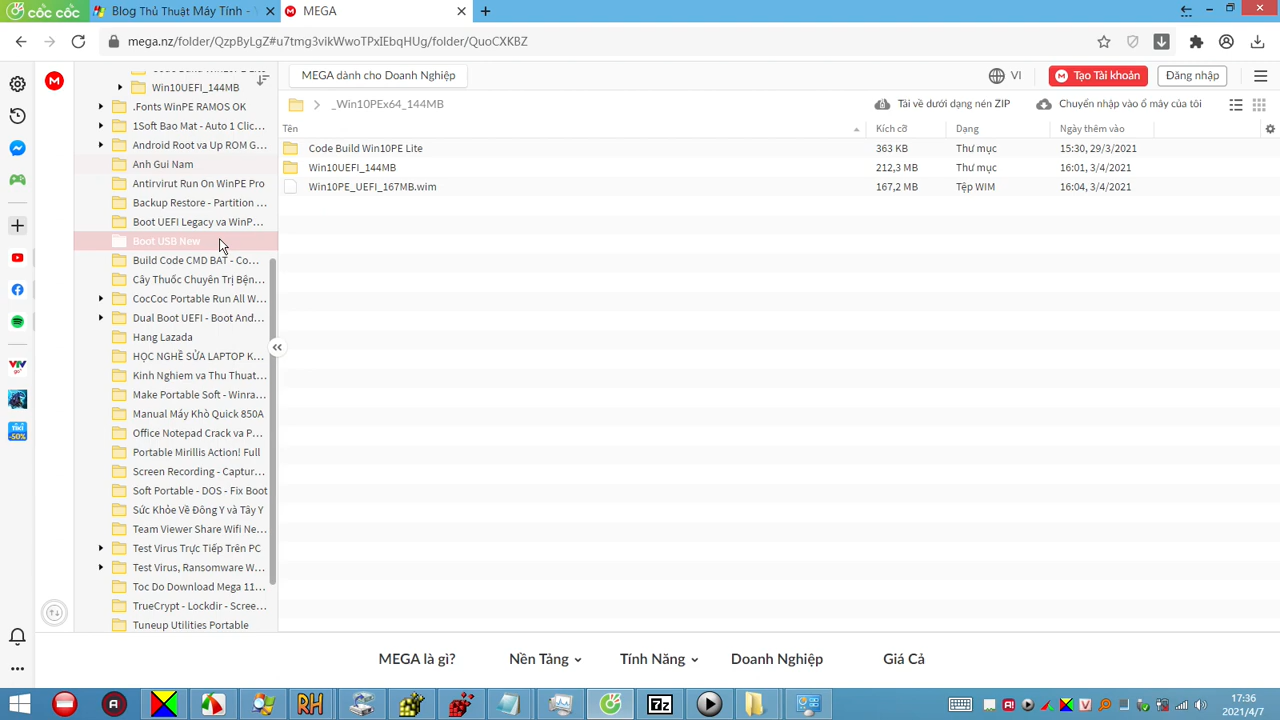 cốc cốc
Blog Thủ Thuật Máy Tính -
MEGA
mega.nz/folder/QzpByLgZ#u7tmg3vikWwoTPxIEbqHUg/folder/QuoCXKBZ
MEGA dành cho Doanh Nghiệp
VI
Tạo Tài khoản
Đăng nhập
_Win10PEx64_144MB
Tải về dưới dạng nén ZIP
Chuyển nhập vào ổ mây của tôi
Tên
Kích cỡ
Dạng
Ngày thêm vào
Code Build Win10PE Lite
363 KB
Thư mục
15:30, 29/3/2021
Win10UEFI_144MB
212,3 MB
Thư mục
16:01, 3/4/2021
Win10PE_UEFI_167MB.wim
167,2 MB
Tệp WIM
16:04, 3/4/2021
Win10UEFI_144MB
.Fonts WinPE RAMOS OK
1Soft Bao Mat - Auto 1 Clic...
Android Root va Up ROM G...
Anh Gui Nam
Antirvirut Run On WinPE Pro
Backup Restore - Partition ...
Boot UEFI Legacy va WinP...
Boot USB New
Build Code CMD BAT - Co...
Cây Thuốc Chuyên Trị Bện...
CocCoc Portable Run All W...
Dual Boot UEFI - Boot And...
Hang Lazada
HỌC NGHỀ SỬA LAPTOP K...
Kinh Nghiem va Thu Thuat...
Make Portable Soft - Winra...
Manual Máy Khò Quick 850A
Office Notepad Crack va P...
Portable Mirillis Action! Full
Screen Recording - Captur...
Soft Portable - DOS - Fix Boot
Sức Khỏe Về Đông Y và Tây Y
Team Viewer Share Wifi Ne...
Test Virus Trực Tiếp Trên PC
Test Virus, Ransomware W...
Toc Do Download Mega 11...
TrueCrypt - Lockdir - Scree...
Tuneup Utilities Portable
MEGA là gì?
Nền Tảng
Tính Năng
Doanh Nghiệp
Giá Cả
17:36
2021/4/7